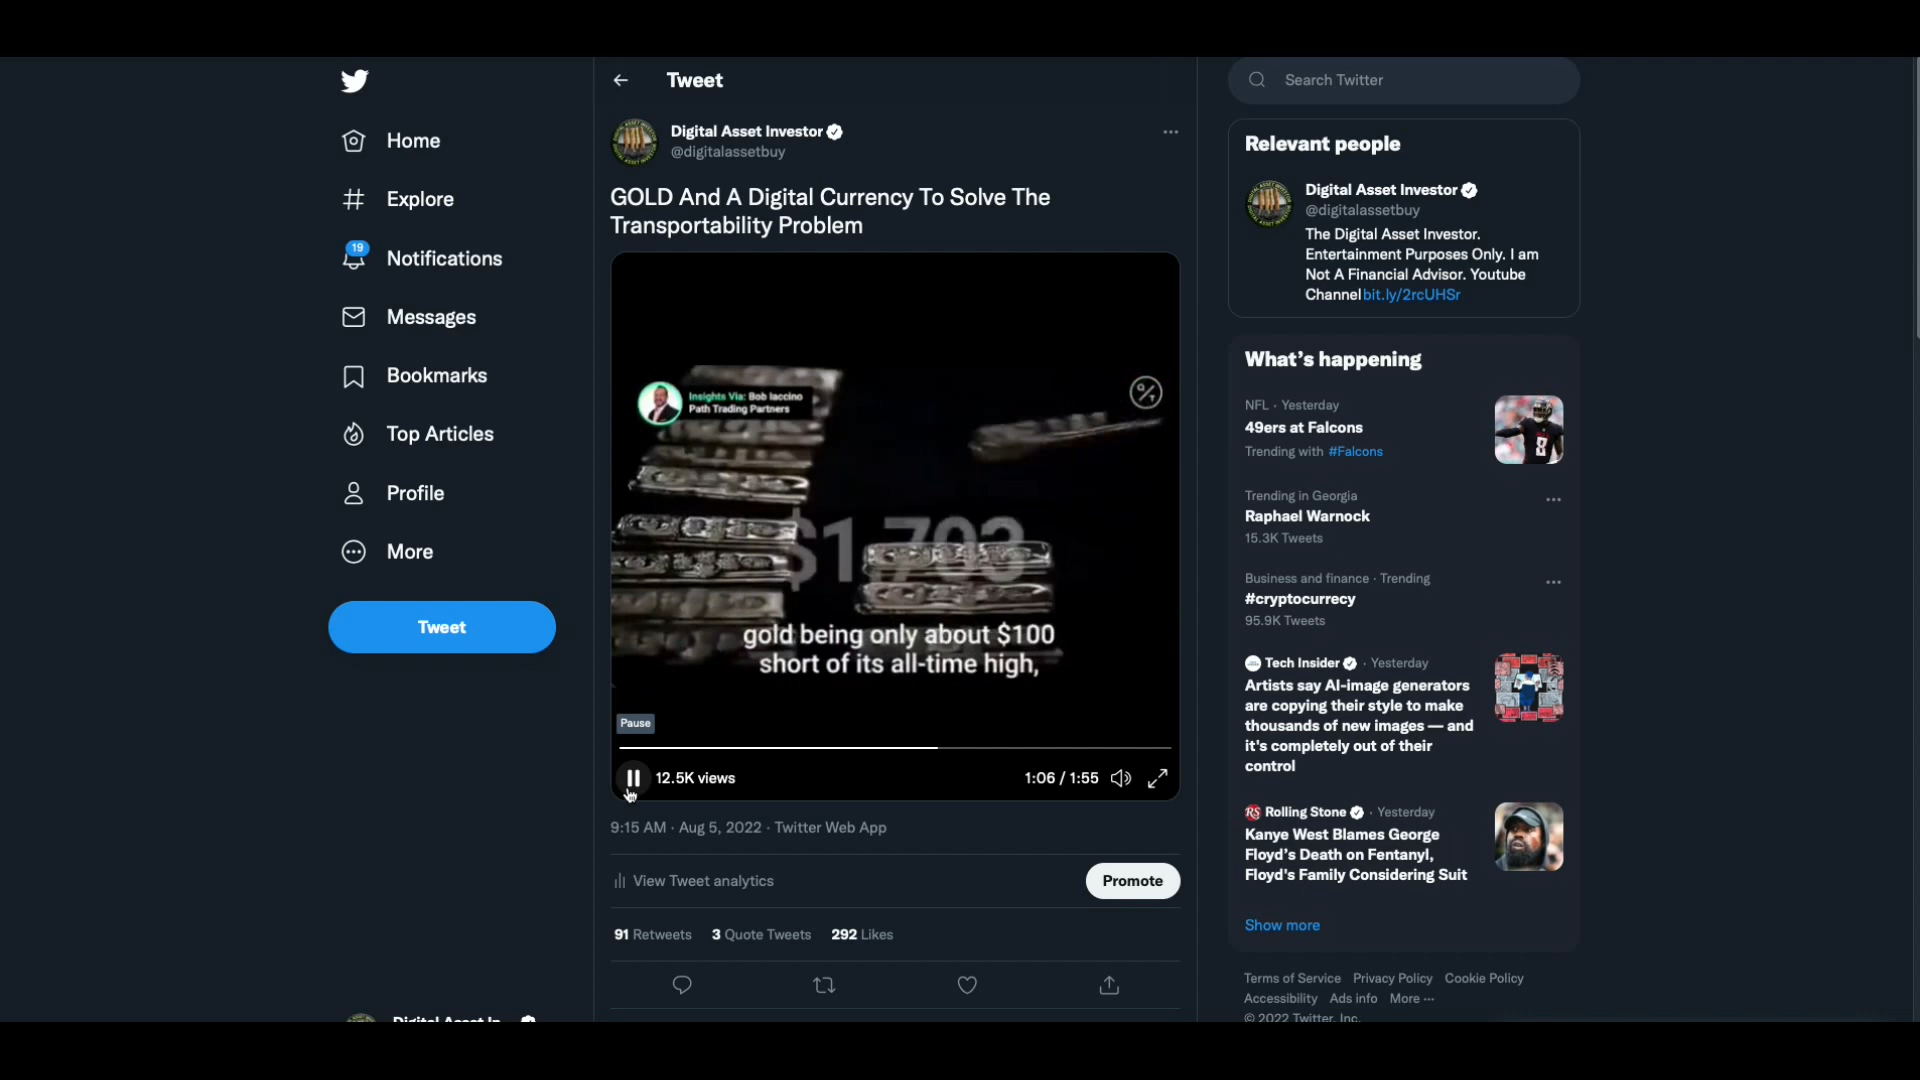 Home
Explore
19
Notifications
Messages
Bookmarks
Top Articles
Profile
More
Tweet
Tweet
Digital Asset Investor
@digitalassetbuy
GOLD And A Digital Currency To Solve The
Transportability Problem
Insights Via: Bob Iaccino
Path Trading Partners
$1,703
gold being only about $100
short of its all-time high,
Pause
12.5K views
1:06 / 1:55
9:15 AM · Aug 5, 2022 · Twitter Web App
View Tweet analytics
Promote
91 Retweets 3 Quote Tweets 292 Likes
Search Twitter
Relevant people
Digital Asset Investor
@digitalassetbuy
The Digital Asset Investor.
Entertainment Purposes Only. I am
Not A Financial Advisor. Youtube
Channel bit.ly/2rcUHSr
What's happening
NFL · Yesterday
49ers at Falcons
Trending with #Falcons
Trending in Georgia
Raphael Warnock
15.3K Tweets
Business and finance · Trending
#cryptocurrecy
95.9K Tweets
Tech Insider · Yesterday
Artists say AI-image generators
are copying their style to make
thousands of new images — and
it's completely out of their
control
RS Rolling Stone · Yesterday
Kanye West Blames George
Floyd's Death on Fentanyl,
Floyd's Family Considering Suit
Show more
Terms of Service Privacy Policy Cookie Policy
Accessibility Ads info More ···
© 2022 Twitter, Inc.